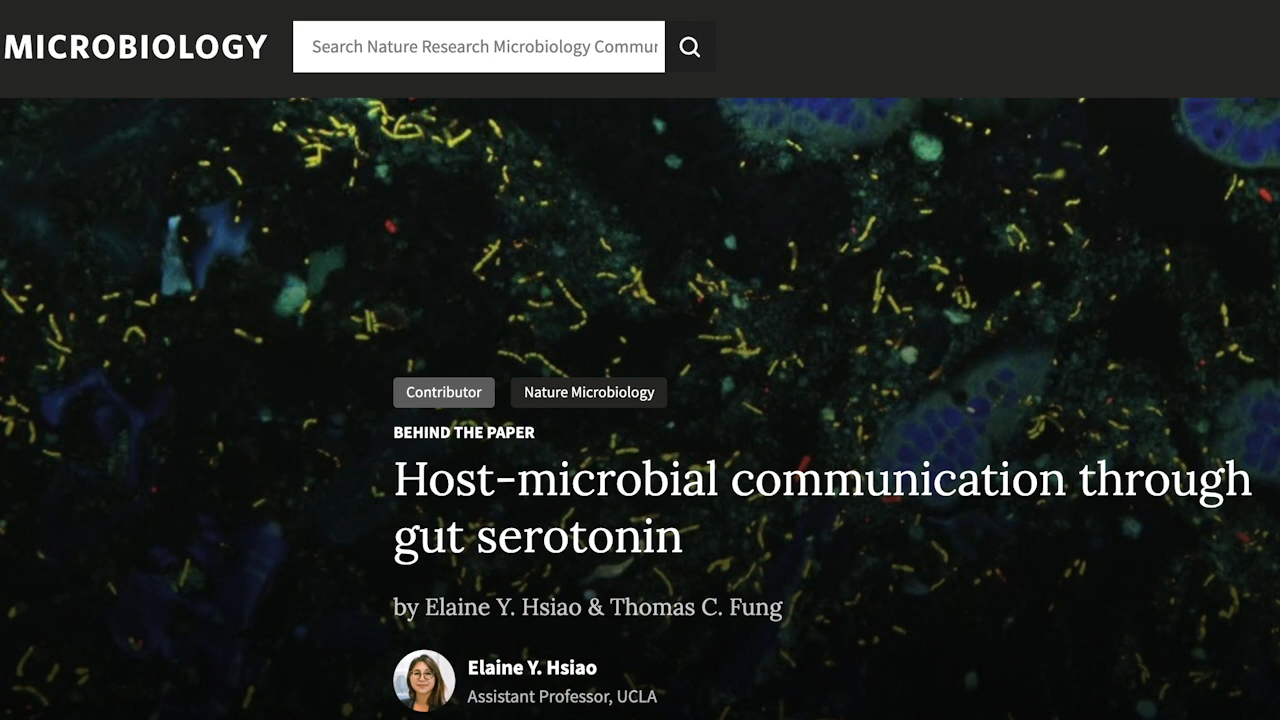 MICROBIOLOGY
Search Nature Research Microbiology Commur
Contributor
Nature Microbiology
BEHIND THE PAPER
Host-microbial communication through
gut serotonin
by Elaine Y. Hsiao & Thomas C. Fung
Elaine Y. Hsiao
Assistant Professor, UCLA